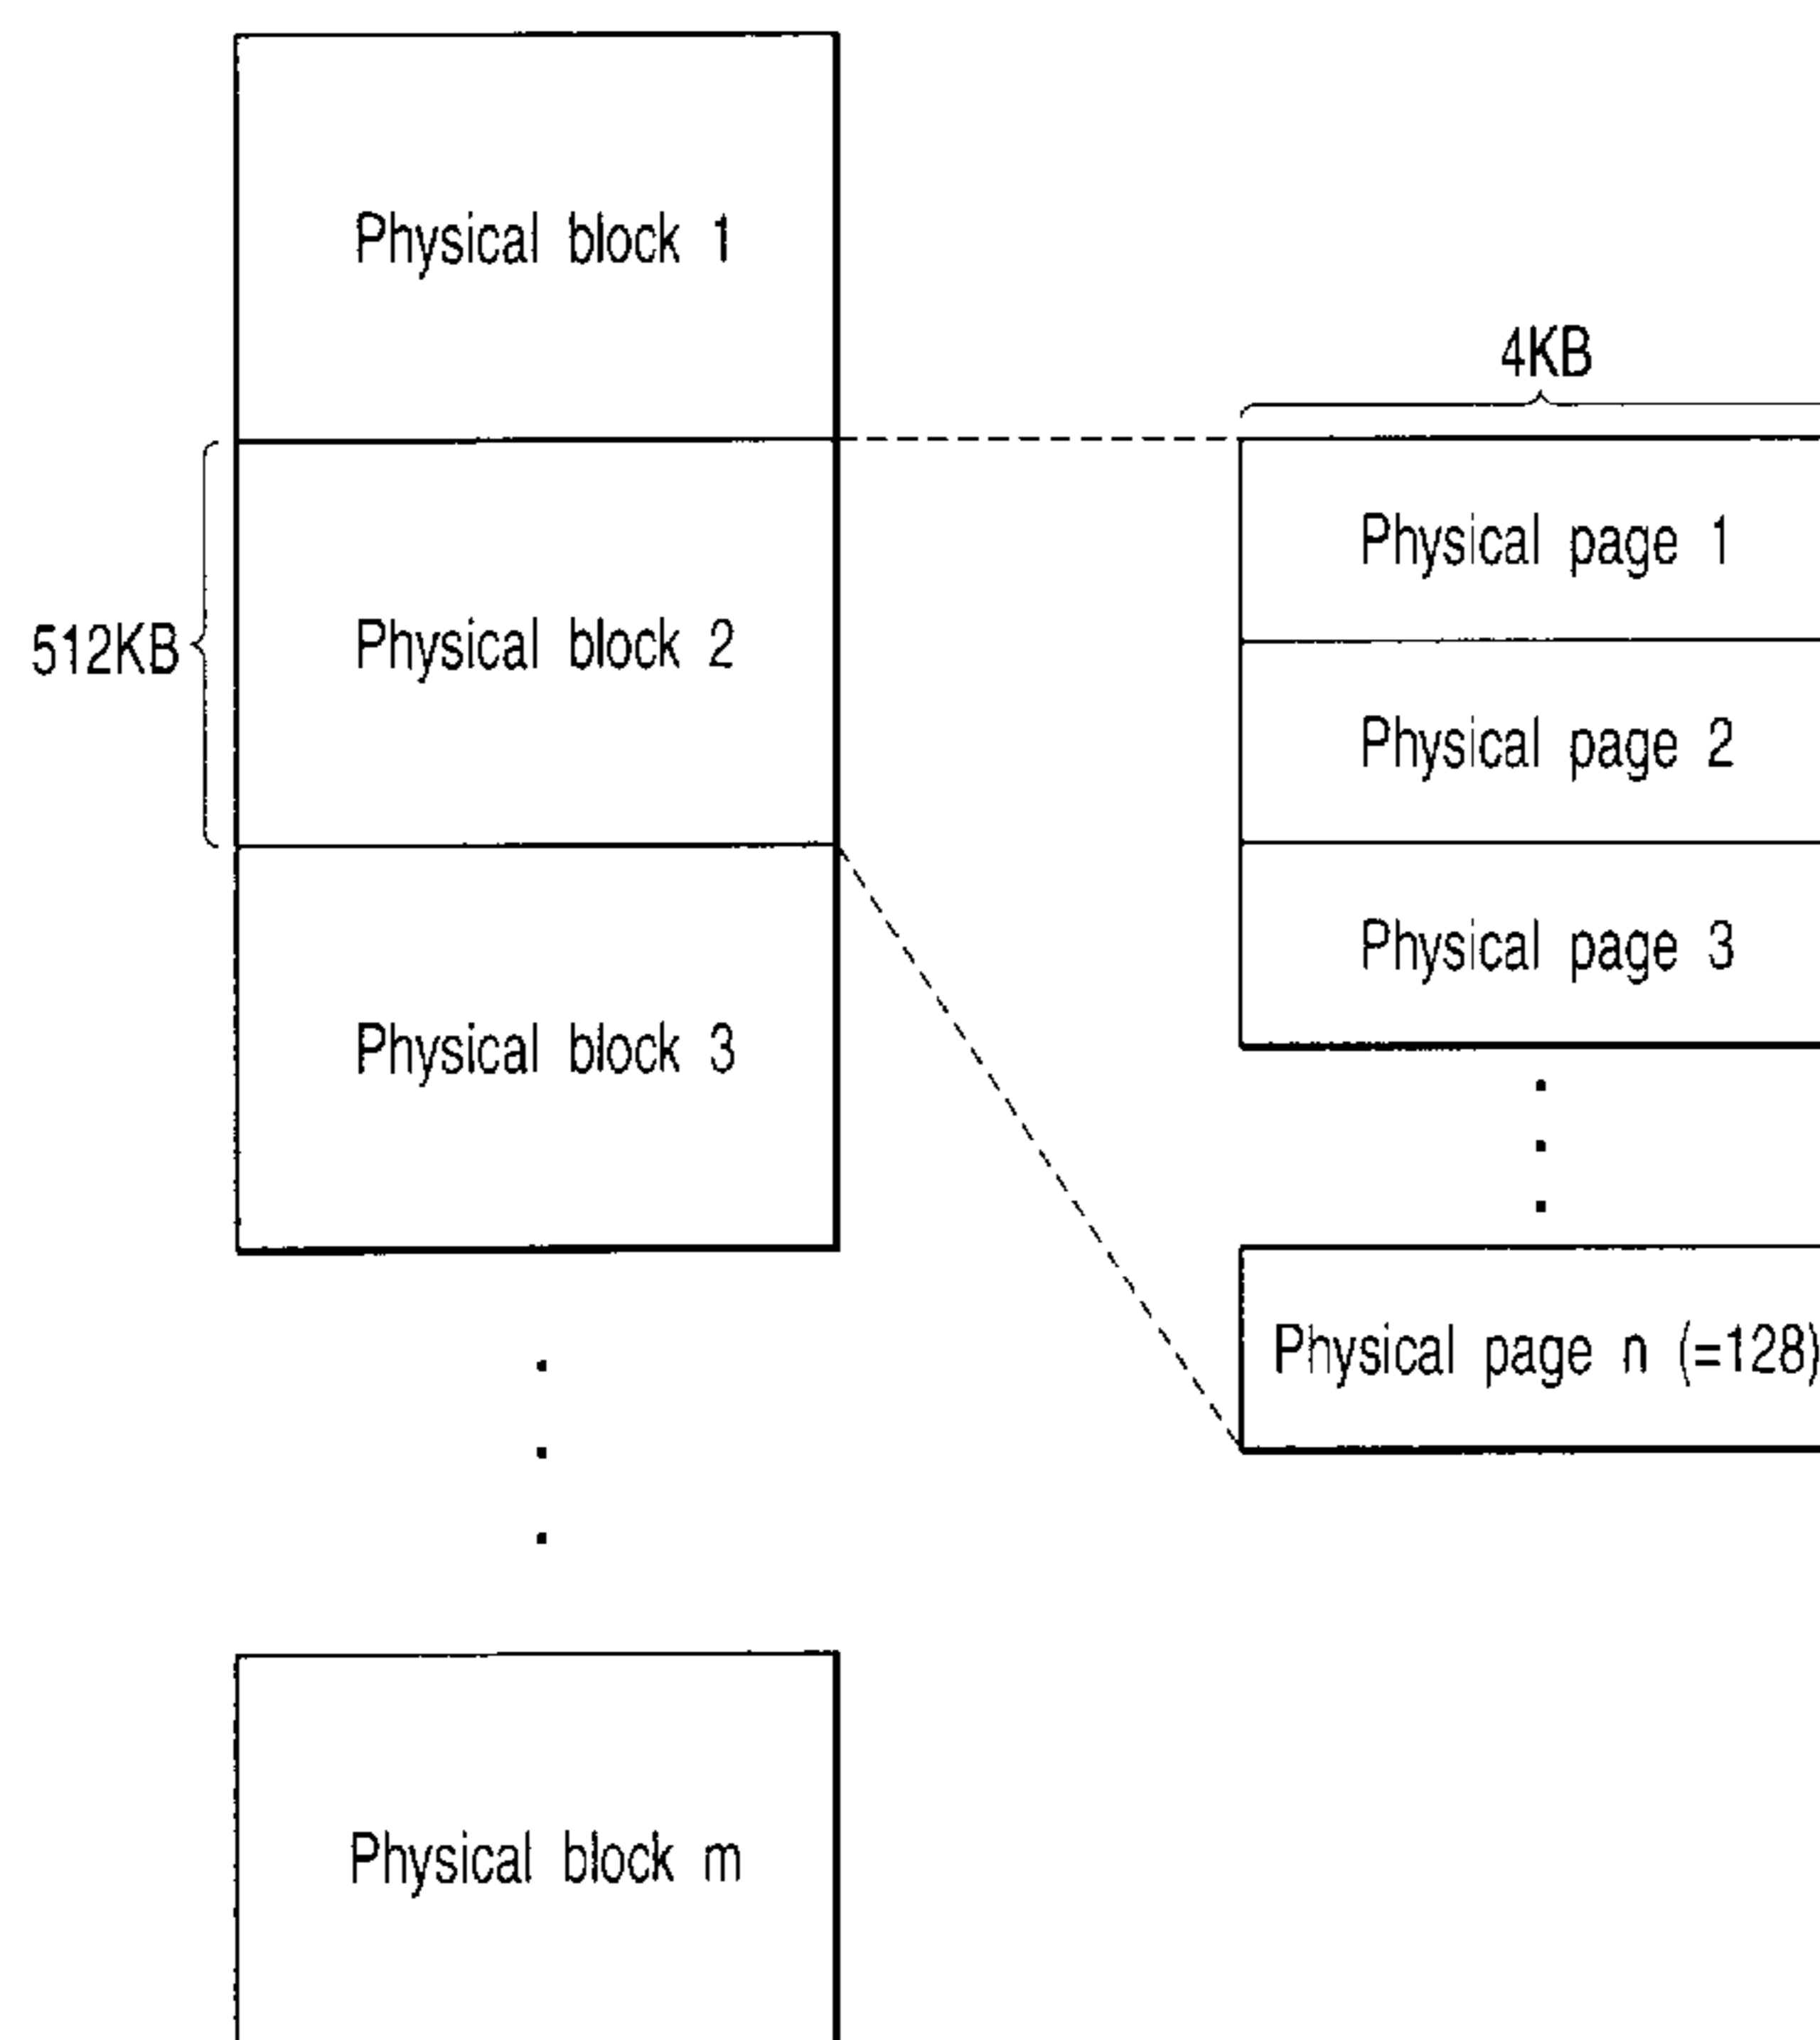 Physical block 1
512KB
Physical block 2
Physical block 3
Physical block m
4KB
Physical page 1
Physical page 2
Physical page 3
Physical page n (=128)